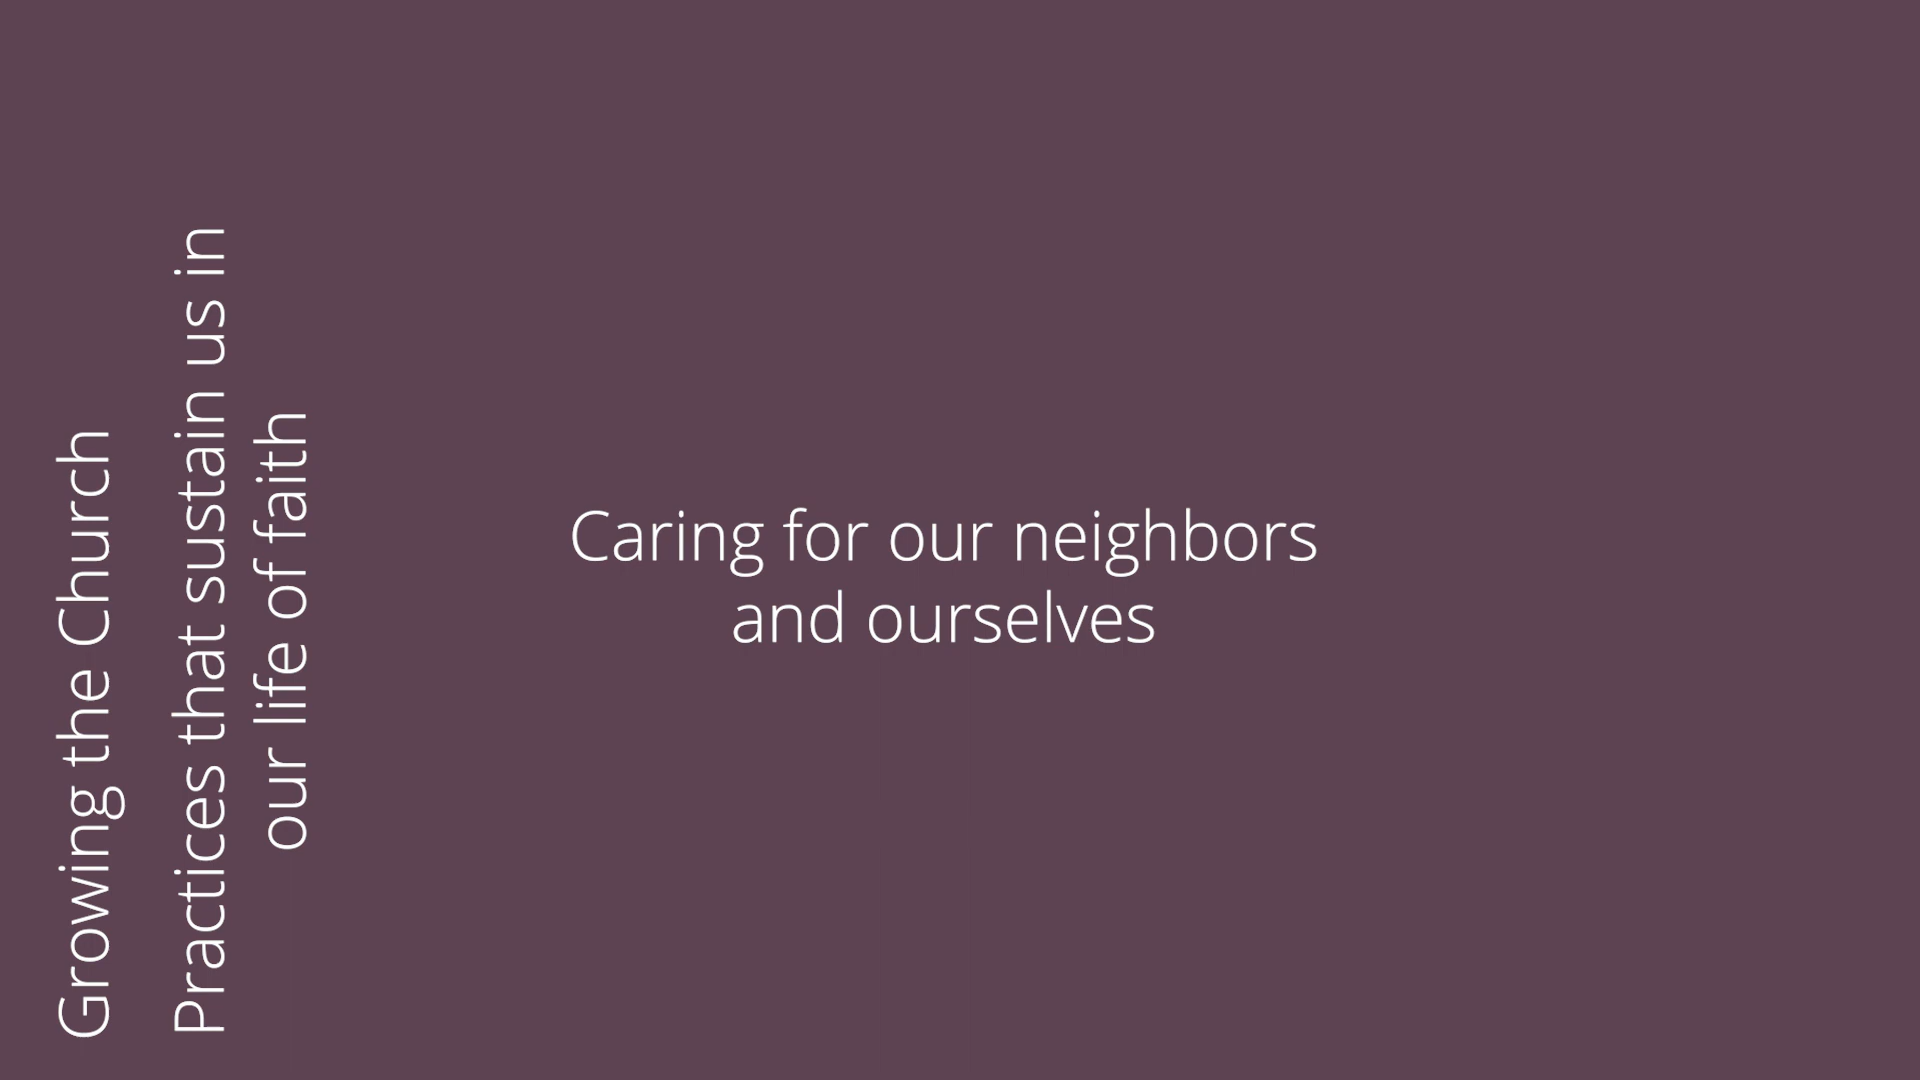 Growing the Church
Practices that sustain us in
our life of faith
Caring for our neighbors
and ourselves